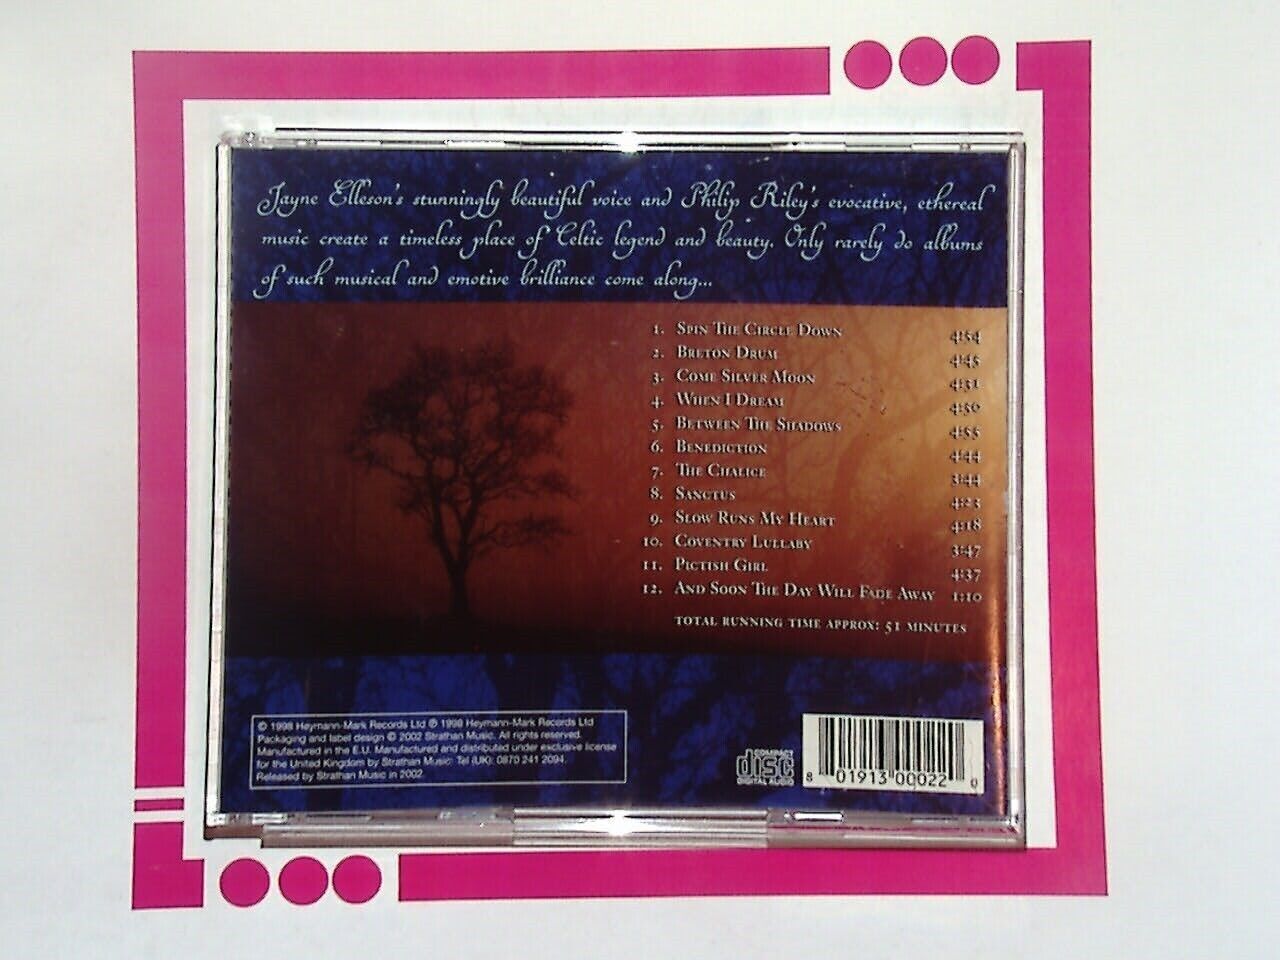 Jayne Elleson's stunningly beautiful voice and Philip Riley's evocative, ethereal
music create a timeless place of Celtic legend and beauty. Only rarely do albums
of such musical and emotive brilliance come along...
1. Spin The Circle Down 4:54
2. Breton Drum 4:45
3. Come Silver Moon 4:31
4. When I Dream 4:50
5. Between The Shadows 4:55
6. Benediction 4:44
7. The Chalice 3:44
8. Sanctus 4:23
9. Slow Runs My Heart 4:18
10. Coventry Lullaby 3:47
11. Pictish Girl 4:37
12. And Soon The Day Will Fade Away 1:10
TOTAL RUNNING TIME APPROX: 51 MINUTES
© 1998 Heymann-Mark Records Ltd ℗ 1998 Heymann-Mark Records Ltd
Packaging and label design © 2002 Strathan Music. All rights reserved.
Manufactured in the E.U. Manufactured and distributed under exclusive license
for the United Kingdom by Strathan Music: Tel (UK): 0870 241 2094.
Released by Strathan Music in 2002.
COMPACT
disc
DIGITAL AUDIO
8 01913 00022 0